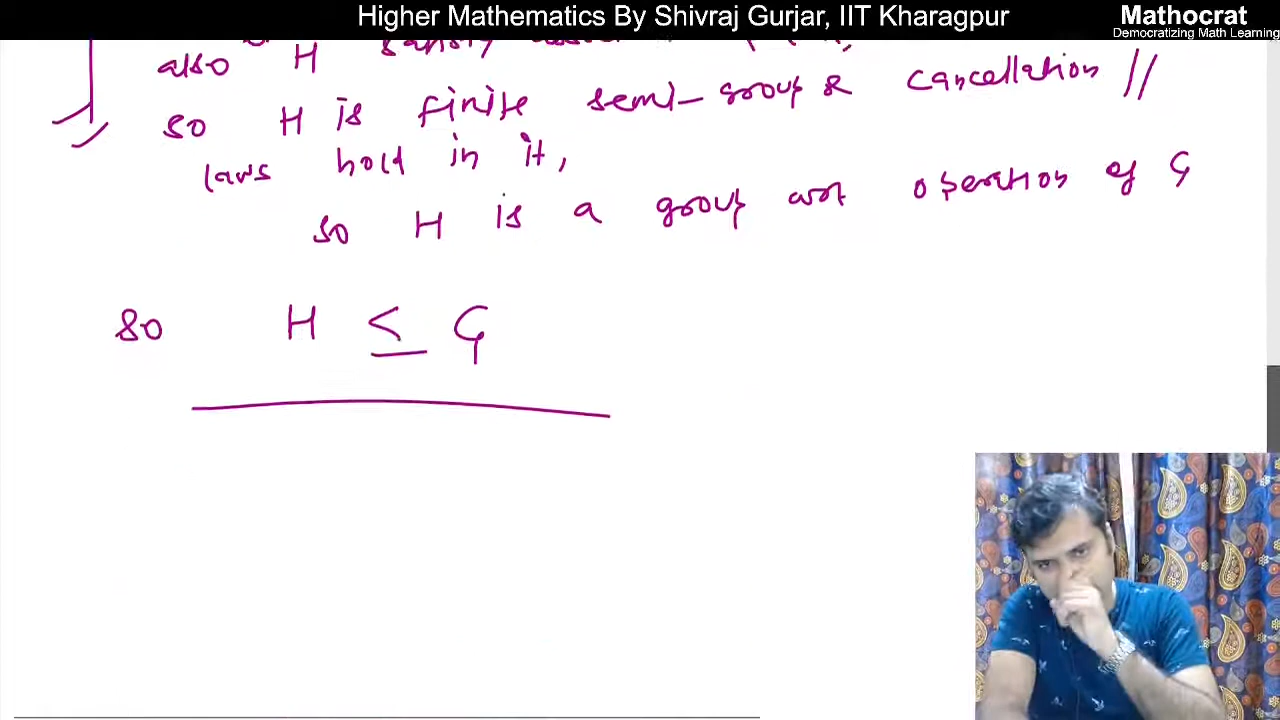 Higher Mathematics By Shivraj Gurjar, IIT Kharagpur
Mathocrat
Democratizing Math Learning
also H satisfy
so H is finite semi-group & cancellation //
laws hold in it,
so H is a group wrt operation of G
so H ≤ G